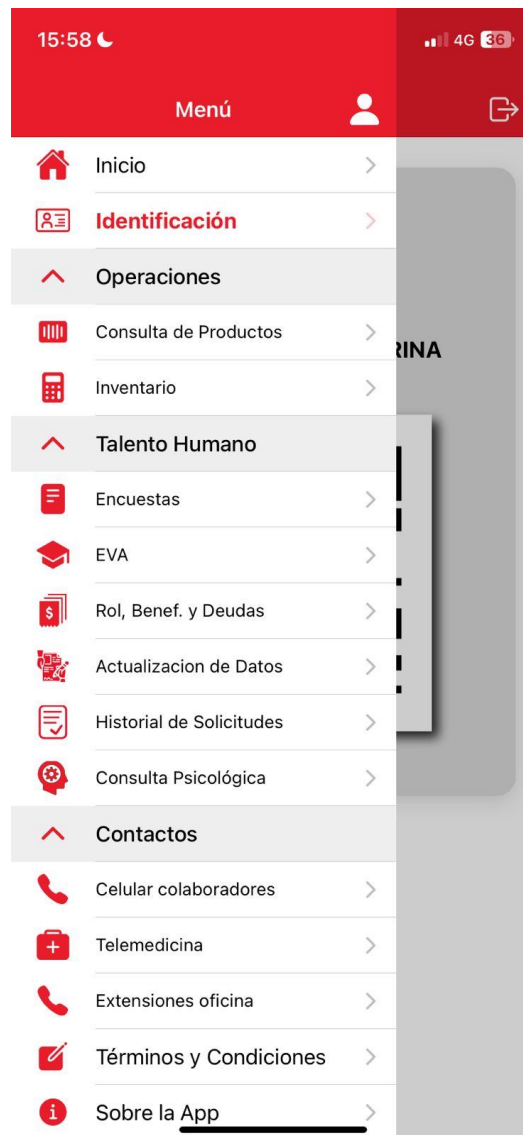 15:58
4G 36
Menú
Inicio
Identificación
Operaciones
Consulta de Productos
RINA
Inventario
Talento Humano
Encuestas
EVA
Rol, Benef. y Deudas
Actualizacion de Datos
Historial de Solicitudes
Consulta Psicológica
Contactos
Celular colaboradores
Telemedicina
Extensiones oficina
Términos y Condiciones
Sobre la App